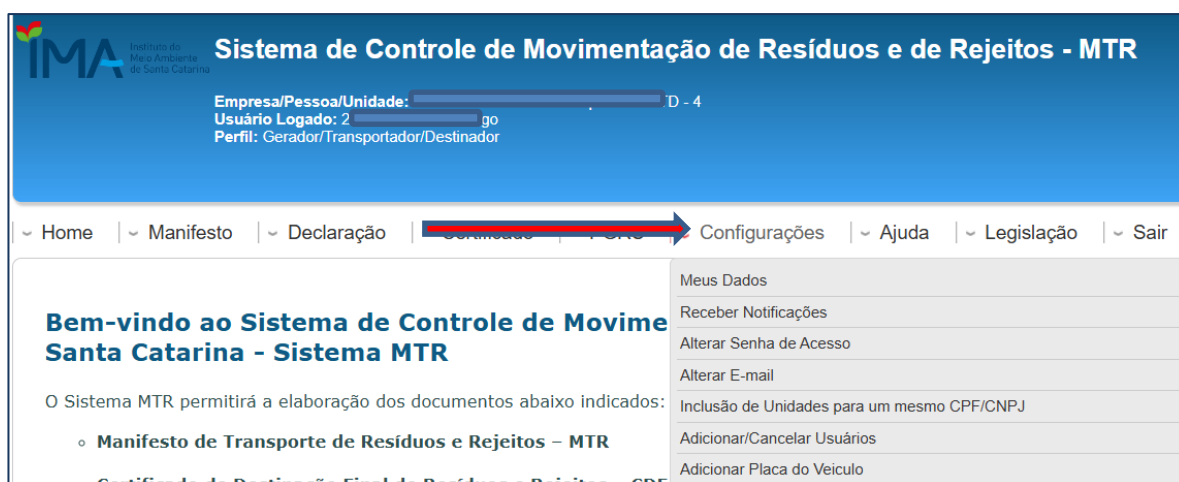 IMA
Instituto do
Meio Ambiente
de Santa Catarina
Sistema de Controle de Movimentação de Resíduos e de Rejeitos - MTR
Empresa/Pessoa/Unidade: TD - 4
Usuário Logado: 2 go
Perfil: Gerador/Transportador/Destinador
Home Manifesto Declaração Configurações Ajuda Legislação Sair
Meus Dados
Receber Notificações
Alterar Senha de Acesso
Alterar E-mail
Inclusão de Unidades para um mesmo CPF/CNPJ
Adicionar/Cancelar Usuários
Adicionar Placa do Veiculo
Bem-vindo ao Sistema de Controle de Movime
Santa Catarina - Sistema MTR
O Sistema MTR permitirá a elaboração dos documentos abaixo indicados:
Manifesto de Transporte de Resíduos e Rejeitos – MTR